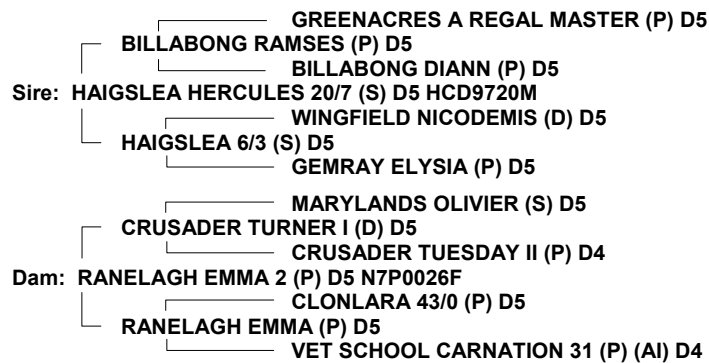 GREENACRES A REGAL MASTER (P) D5
BILLABONG RAMSES (P) D5
BILLABONG DIANN (P) D5
Sire: HAIGSLEA HERCULES 20/7 (S) D5 HCD9720M
WINGFIELD NICODEMIS (D) D5
HAIGSLEA 6/3 (S) D5
GEMRAY ELYSIA (P) D5
MARYLANDS OLIVIER (S) D5
CRUSADER TURNER I (D) D5
CRUSADER TUESDAY II (P) D4
Dam: RANELAGH EMMA 2 (P) D5 N7P0026F
CLONLARA 43/0 (P) D5
RANELAGH EMMA (P) D5
VET SCHOOL CARNATION 31 (P) (AI) D4